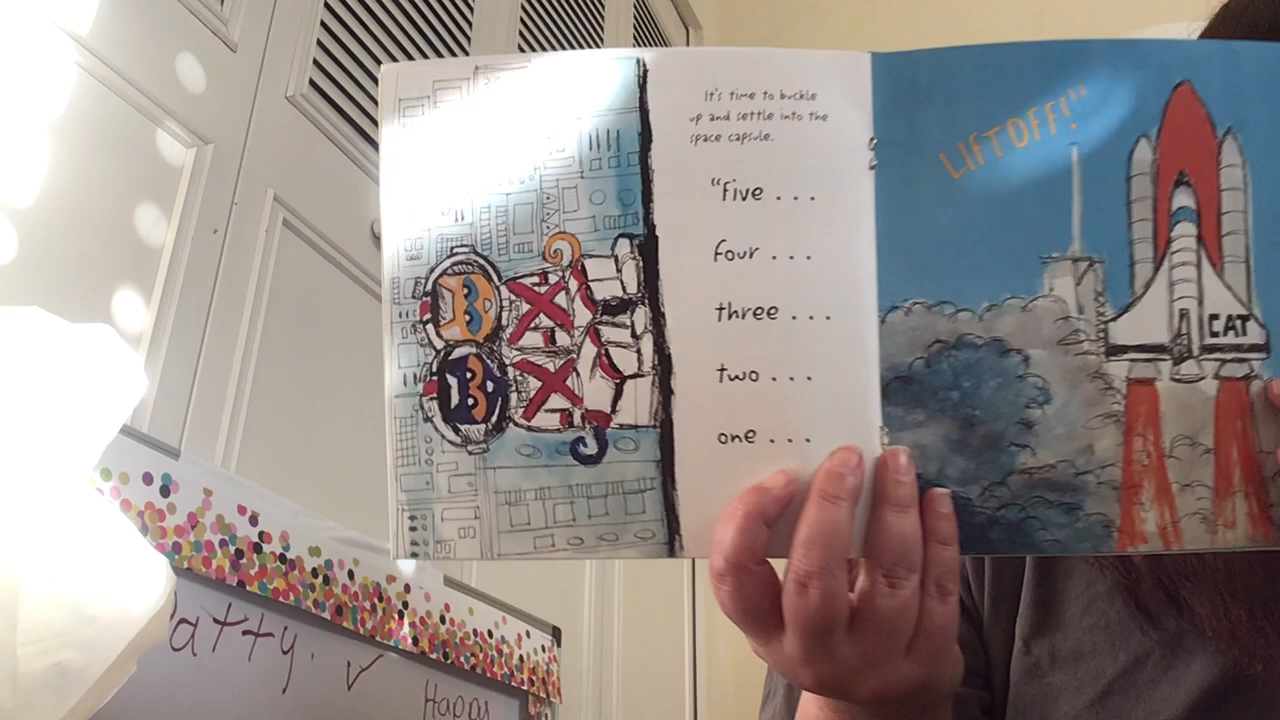 It's time to buckle
up and settle into the
space capsule.
"Five . . .
four . . .
three . . .
two . . .
one . . .
LIFTOFF!"
CAT
atty. ✓
Happy